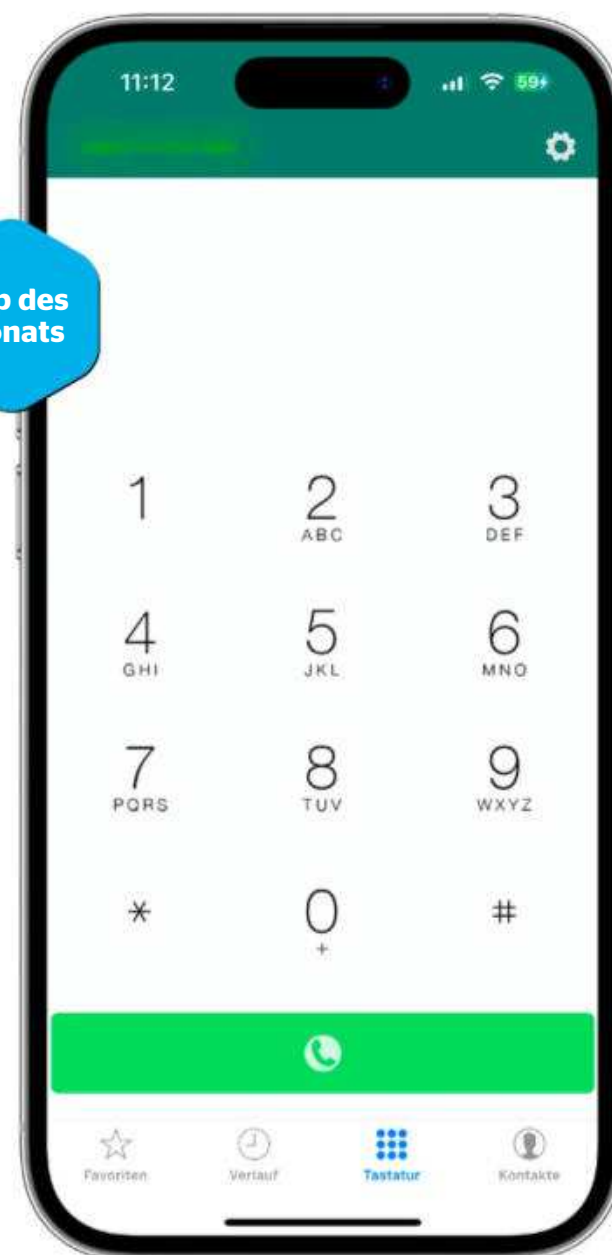 11:12
59
p des
onats
1
2
ABC
3
DEF
4
GHI
5
JKL
6
MNO
7
PQRS
8
TUV
9
WXYZ
*
0
+
#
Favoriten
Verlauf
Tastatur
Kontakte